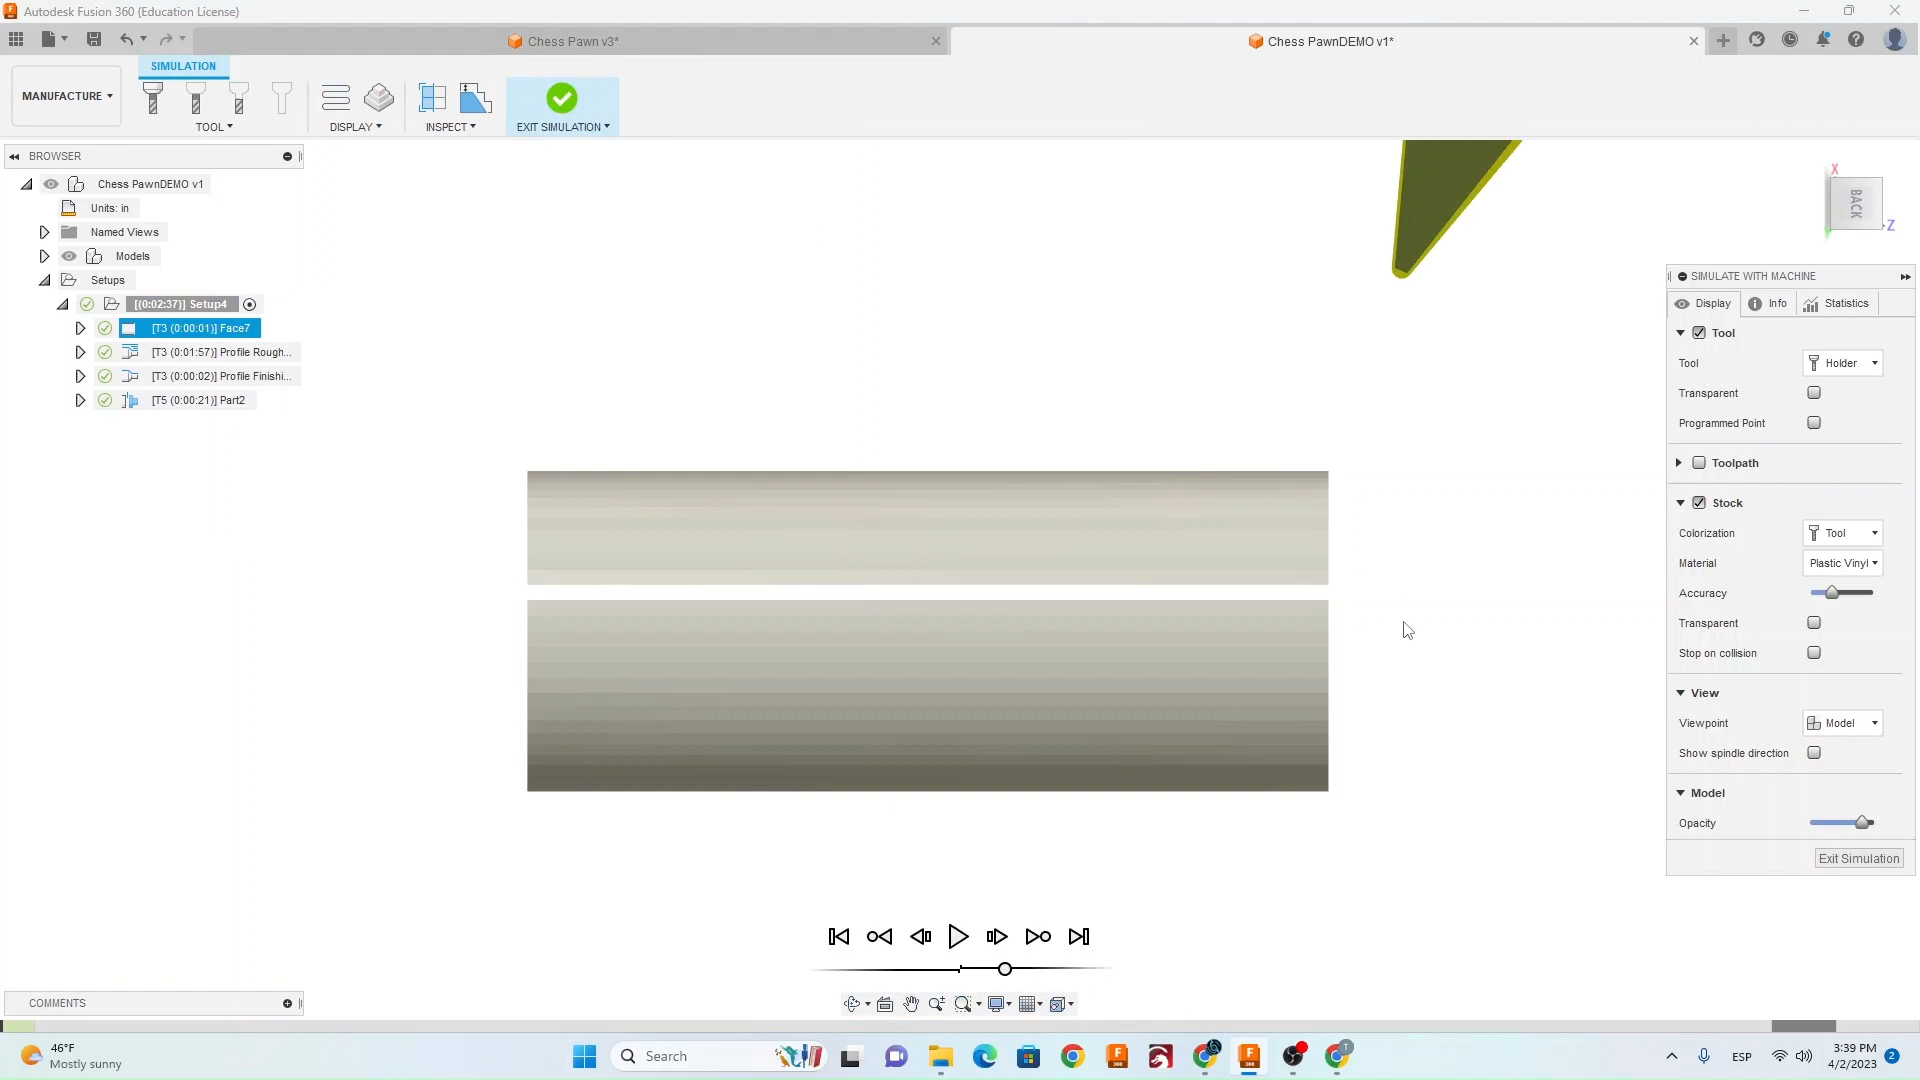 Autodesk Fusion 360 (Education License)
Chess Pawn v3*
Chess PawnDEMO v1*
SIMULATION
MANUFACTURE
TOOL
DISPLAY
INSPECT
EXIT SIMULATION
BROWSER
Chess PawnDEMO v1
Units: in
Named Views
Models
Setups
[(0:02:37)] Setup4
[T3 (0:00:01)] Face7
[T3 (0:01:57)] Profile Rough...
[T3 (0:00:02)] Profile Finishi...
[T5 (0:00:21)] Part2
X
BACK
Z
SIMULATE WITH MACHINE
Display
Info
Statistics
Tool
Tool
Holder
Transparent
Programmed Point
Toolpath
Stock
Colorization
Tool
Material
Plastic Vinyl
Accuracy
Transparent
Stop on collision
View
Viewpoint
Model
Show spindle direction
Model
Opacity
Exit Simulation
COMMENTS
46°F
Mostly sunny
Search
ESP
3:39 PM
4/2/2023
2